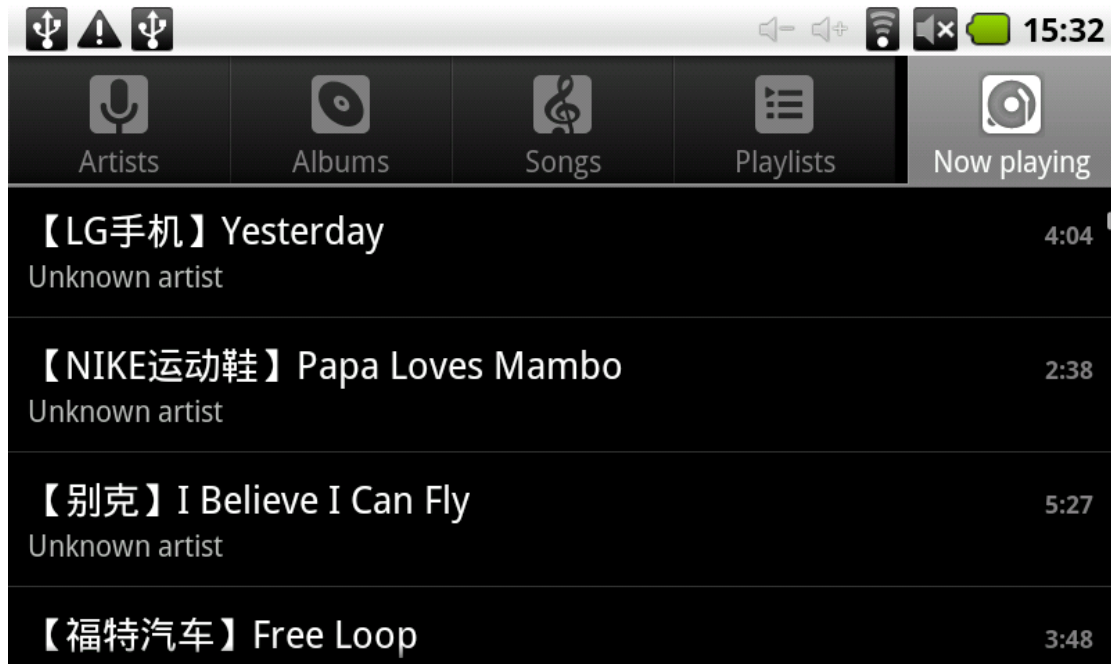 15:32
Artists Albums Songs Playlists Now playing
【LG手机】Yesterday 4:04
Unknown artist
【NIKE运动鞋】Papa Loves Mambo 2:38
Unknown artist
【别克】I Believe I Can Fly 5:27
Unknown artist
【福特汽车】Free Loop 3:48